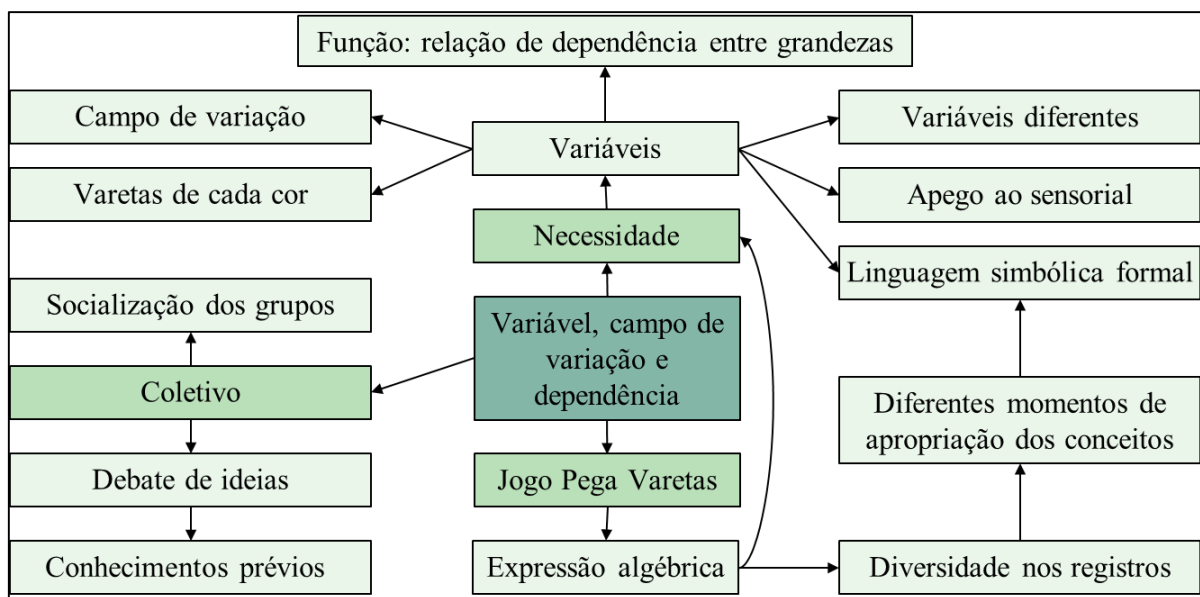 Função: relação de dependência entre grandezas
Campo de variação
Variáveis
Variáveis diferentes
Varetas de cada cor
Apego ao sensorial
Necessidade
Linguagem simbólica formal
Socialização dos grupos
Variável, campo de
variação e
dependência
Coletivo
Diferentes momentos de
apropriação dos conceitos
Debate de ideias
Jogo Pega Varetas
Conhecimentos prévios
Expressão algébrica
Diversidade nos registros